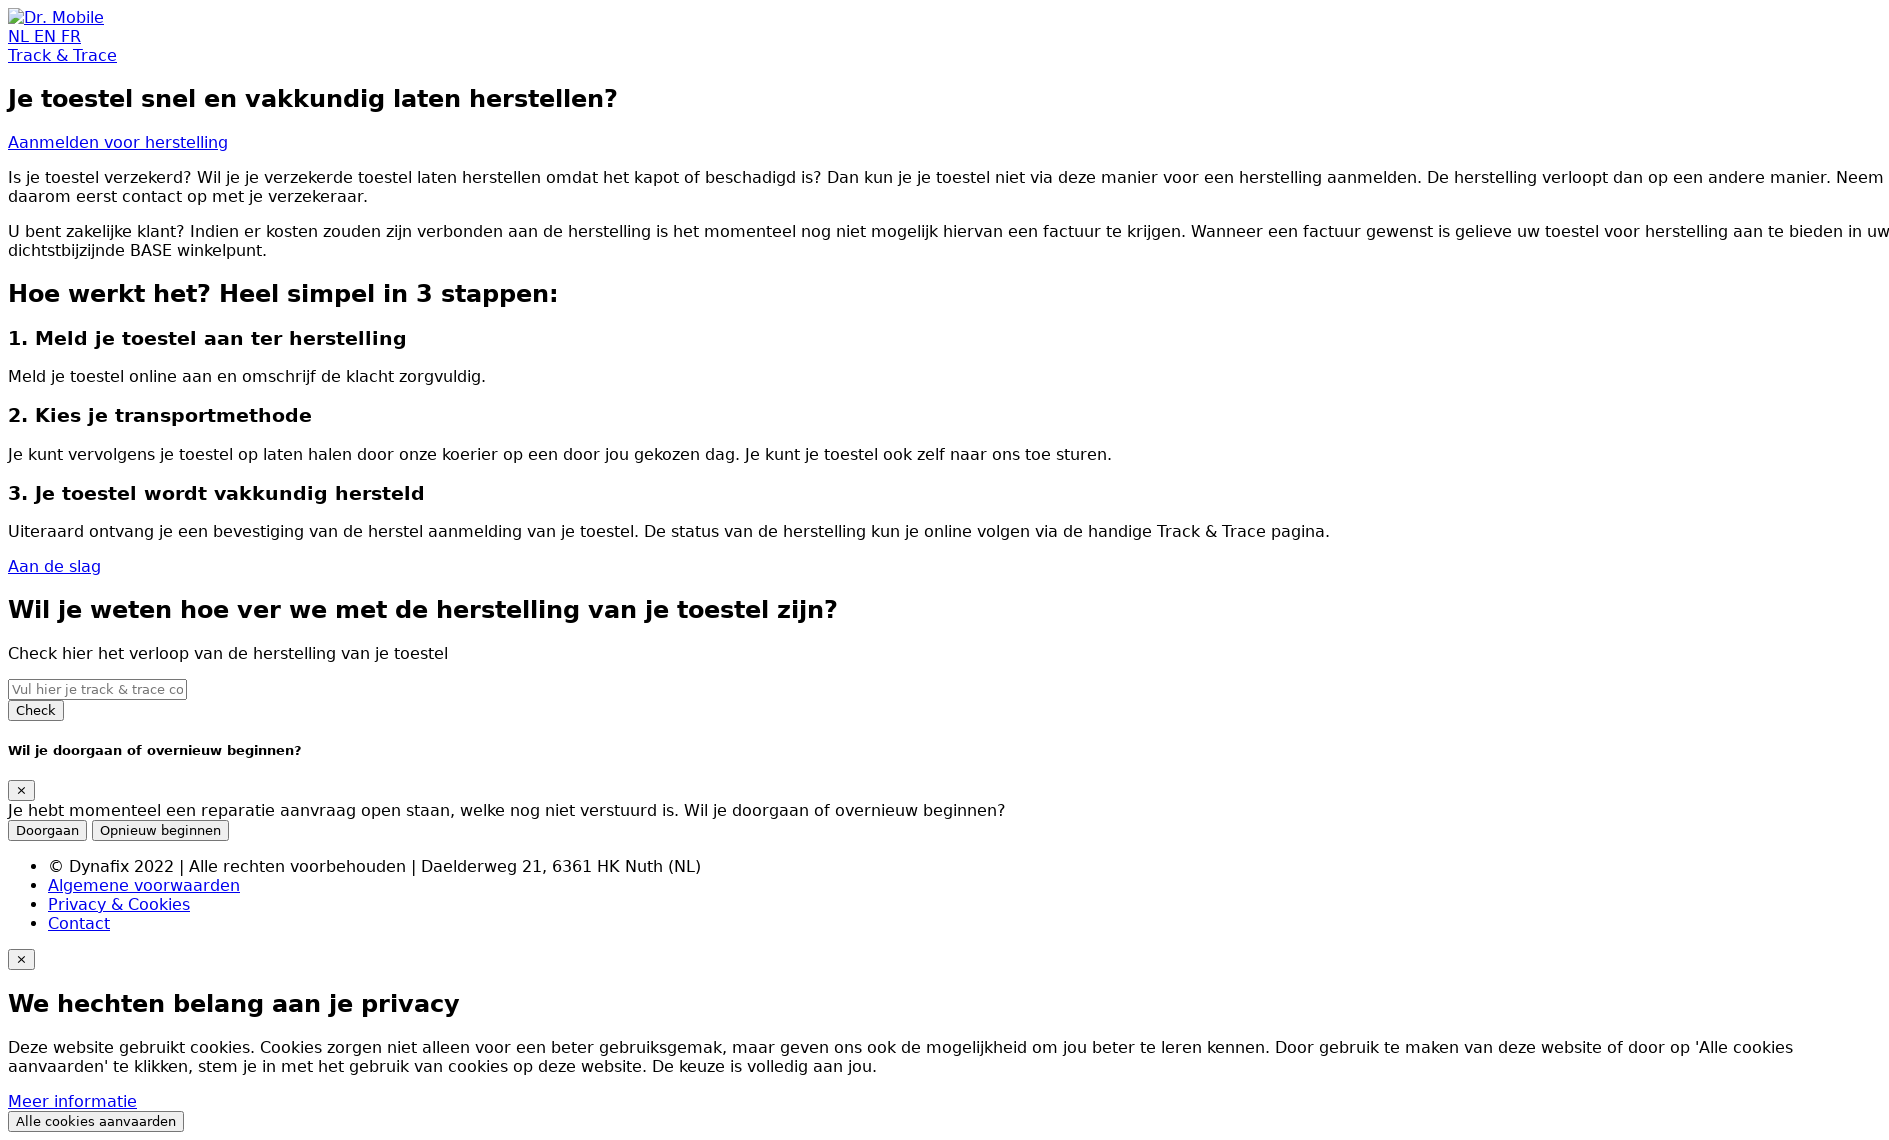 Dr. Mobile
NL EN FR
Track & Trace
Je toestel snel en vakkundig laten herstellen?
Aanmelden voor herstelling
Is je toestel verzekerd? Wil je je verzekerde toestel laten herstellen omdat het kapot of beschadigd is? Dan kun je je toestel niet via deze manier voor een herstelling aanmelden. De herstelling verloopt dan op een andere manier. Neem
daarom eerst contact op met je verzekeraar.
U bent zakelijke klant? Indien er kosten zouden zijn verbonden aan de herstelling is het momenteel nog niet mogelijk hiervan een factuur te krijgen. Wanneer een factuur gewenst is gelieve uw toestel voor herstelling aan te bieden in uw
dichtstbijzijnde BASE winkelpunt.
Hoe werkt het? Heel simpel in 3 stappen:
1. Meld je toestel aan ter herstelling
Meld je toestel online aan en omschrijf de klacht zorgvuldig.
2. Kies je transportmethode
Je kunt vervolgens je toestel op laten halen door onze koerier op een door jou gekozen dag. Je kunt je toestel ook zelf naar ons toe sturen.
3. Je toestel wordt vakkundig hersteld
Uiteraard ontvang je een bevestiging van de herstel aanmelding van je toestel. De status van de herstelling kun je online volgen via de handige Track & Trace pagina.
Aan de slag
Wil je weten hoe ver we met de herstelling van je toestel zijn?
Check hier het verloop van de herstelling van je toestel
Vul hier je track & trace co
Check
Wil je doorgaan of overnieuw beginnen?
×
Je hebt momenteel een reparatie aanvraag open staan, welke nog niet verstuurd is. Wil je doorgaan of overnieuw beginnen?
Doorgaan Opnieuw beginnen
• © Dynafix 2022 | Alle rechten voorbehouden | Daelderweg 21, 6361 HK Nuth (NL)
• Algemene voorwaarden
• Privacy & Cookies
• Contact
×
We hechten belang aan je privacy
Deze website gebruikt cookies. Cookies zorgen niet alleen voor een beter gebruiksgemak, maar geven ons ook de mogelijkheid om jou beter te leren kennen. Door gebruik te maken van deze website of door op 'Alle cookies
aanvaarden' te klikken, stem je in met het gebruik van cookies op deze website. De keuze is volledig aan jou.
Meer informatie
Alle cookies aanvaarden